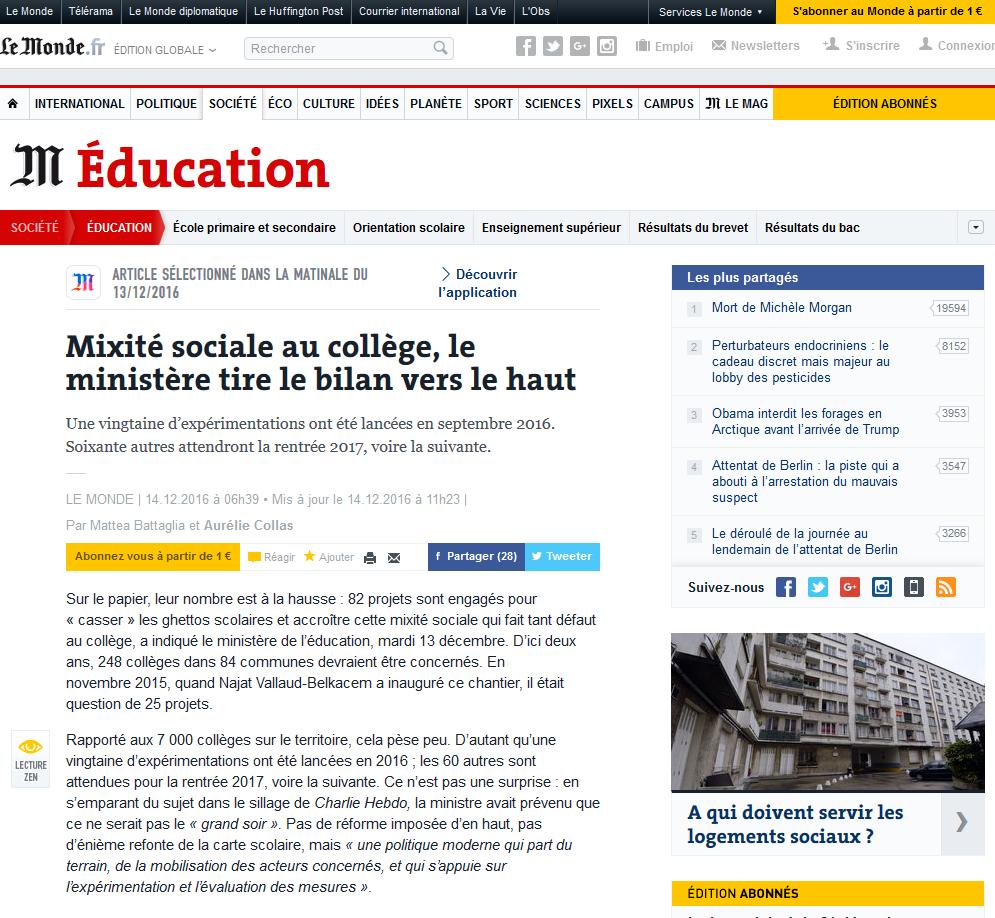 Le Monde Télérama Le Monde diplomatique Le Huffington Post Courrier international La Vie L'Obs Services Le Monde S'abonner au Monde à partir de 1 €
Le Monde.fr ÉDITION GLOBALE Rechercher Emploi Newsletters S'inscrire Connexion
INTERNATIONAL POLITIQUE SOCIÉTÉ ÉCO CULTURE IDÉES PLANÈTE SPORT SCIENCES PIXELS CAMPUS M LE MAG ÉDITION ABONNÉS
M Éducation
SOCIÉTÉ ÉDUCATION École primaire et secondaire Orientation scolaire Enseignement supérieur Résultats du brevet Résultats du bac
M ARTICLE SÉLECTIONNÉ DANS LA MATINALE DU
13/12/2016
Découvrir
l'application
Mixité sociale au collège, le
ministère tire le bilan vers le haut
Une vingtaine d'expérimentations ont été lancées en septembre 2016.
Soixante autres attendront la rentrée 2017, voire la suivante.
LE MONDE | 14.12.2016 à 06h39 • Mis à jour le 14.12.2016 à 11h23 |
Par Mattea Battaglia et Aurélie Collas
Abonnez vous à partir de 1 € Réagir Ajouter Partager (28) Tweeter
Sur le papier, leur nombre est à la hausse : 82 projets sont engagés pour
« casser » les ghettos scolaires et accroître cette mixité sociale qui fait tant défaut
au collège, a indiqué le ministère de l'éducation, mardi 13 décembre. D'ici deux
ans, 248 collèges dans 84 communes devraient être concernés. En
novembre 2015, quand Najat Vallaud-Belkacem a inauguré ce chantier, il était
question de 25 projets.
LECTURE
ZEN
Rapporté aux 7 000 collèges sur le territoire, cela pèse peu. D'autant qu'une
vingtaine d'expérimentations ont été lancées en 2016 ; les 60 autres sont
attendues pour la rentrée 2017, voire la suivante. Ce n'est pas une surprise : en
s'emparant du sujet dans le sillage de Charlie Hebdo, la ministre avait prévenu que
ce ne serait pas le « grand soir ». Pas de réforme imposée d'en haut, pas
d'énième refonte de la carte scolaire, mais « une politique moderne qui part du
terrain, de la mobilisation des acteurs concernés, et qui s'appuie sur
l'expérimentation et l'évaluation des mesures ».
Les plus partagés
1 Mort de Michèle Morgan 19594
2 Perturbateurs endocriniens : le 8152
cadeau discret mais majeur au
lobby des pesticides
3 Obama interdit les forages en 3953
Arctique avant l'arrivée de Trump
4 Attentat de Berlin : la piste qui a 3547
abouti à l'arrestation du mauvais
suspect
5 Le déroulé de la journée au 3266
lendemain de l'attentat de Berlin
Suivez-nous
A qui doivent servir les
logements sociaux ?
ÉDITION ABONNÉS